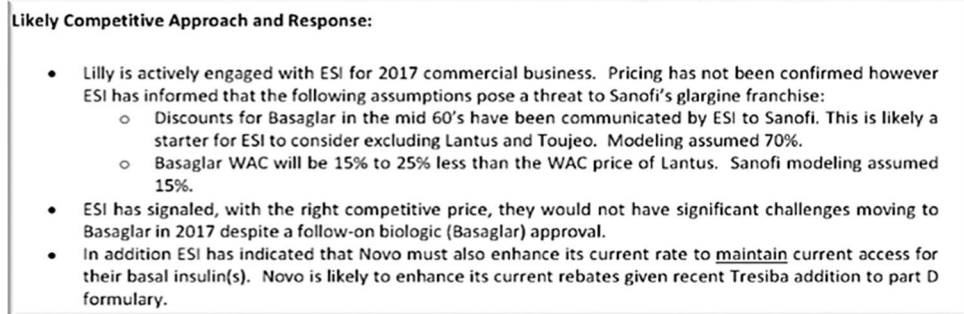 Likely Competitive Approach and Response:
• Lilly is actively engaged with ESI for 2017 commercial business. Pricing has not been confirmed however
ESI has informed that the following assumptions pose a threat to Sanofi's glargine franchise:
o Discounts for Basaglar in the mid 60's have been communicated by ESI to Sanofi. This is likely a
starter for ESI to consider excluding Lantus and Toujeo. Modeling assumed 70%.
o Basaglar WAC will be 15% to 25% less than the WAC price of Lantus. Sanofi modeling assumed
15%.
• ESI has signaled, with the right competitive price, they would not have significant challenges moving to
Basaglar in 2017 despite a follow-on biologic (Basaglar) approval.
• In addition ESI has indicated that Novo must also enhance its current rate to maintain current access for
their basal insulin(s). Novo is likely to enhance its current rebates given recent Tresiba addition to part D
formulary.